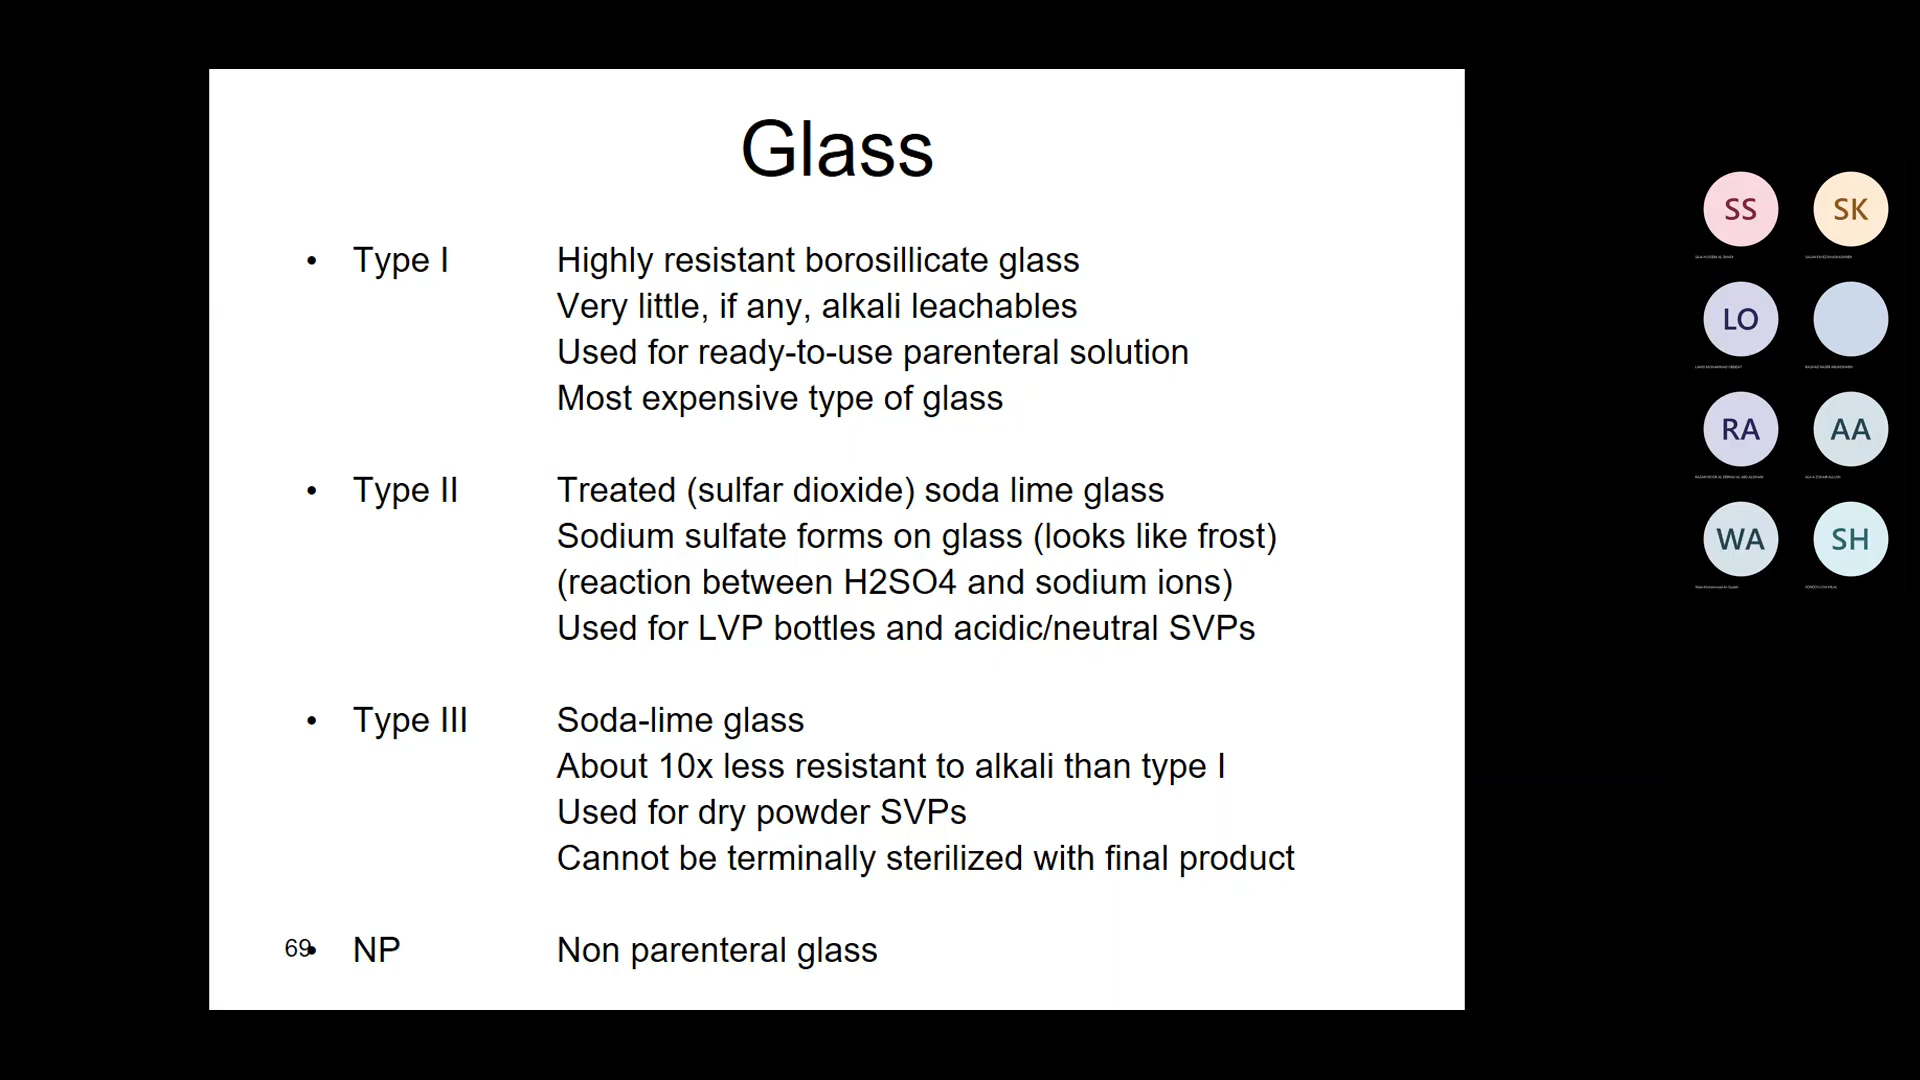 Glass
• Type I Highly resistant borosillicate glass
Very little, if any, alkali leachables
Used for ready-to-use parenteral solution
Most expensive type of glass
• Type II Treated (sulfar dioxide) soda lime glass
Sodium sulfate forms on glass (looks like frost)
(reaction between H2SO4 and sodium ions)
Used for LVP bottles and acidic/neutral SVPs
• Type III Soda-lime glass
About 10x less resistant to alkali than type I
Used for dry powder SVPs
Cannot be terminally sterilized with final product
• NP Non parenteral glass
69
SS SK
LO
RA AA
WA SH